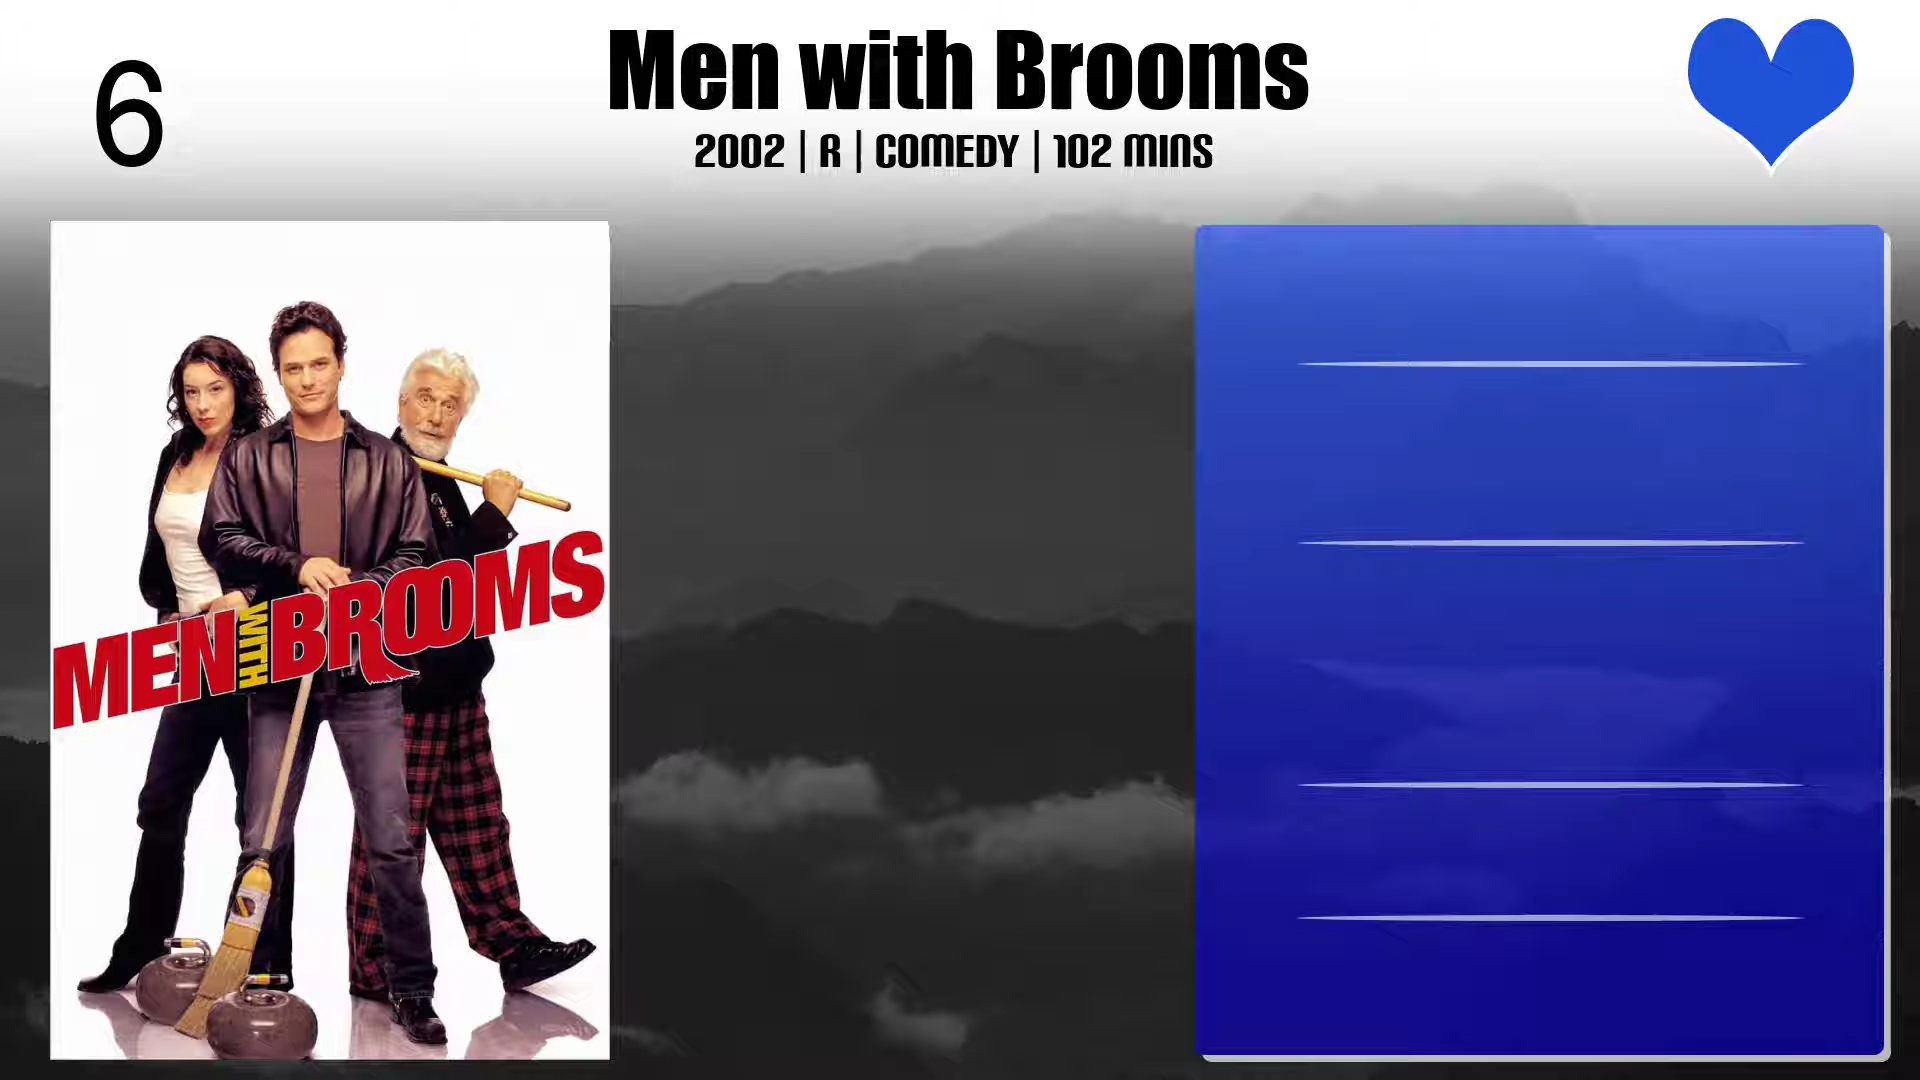 6
Men with Brooms
2002 | R | COMEDY | 102 MINS
MEN WITH BROOMS